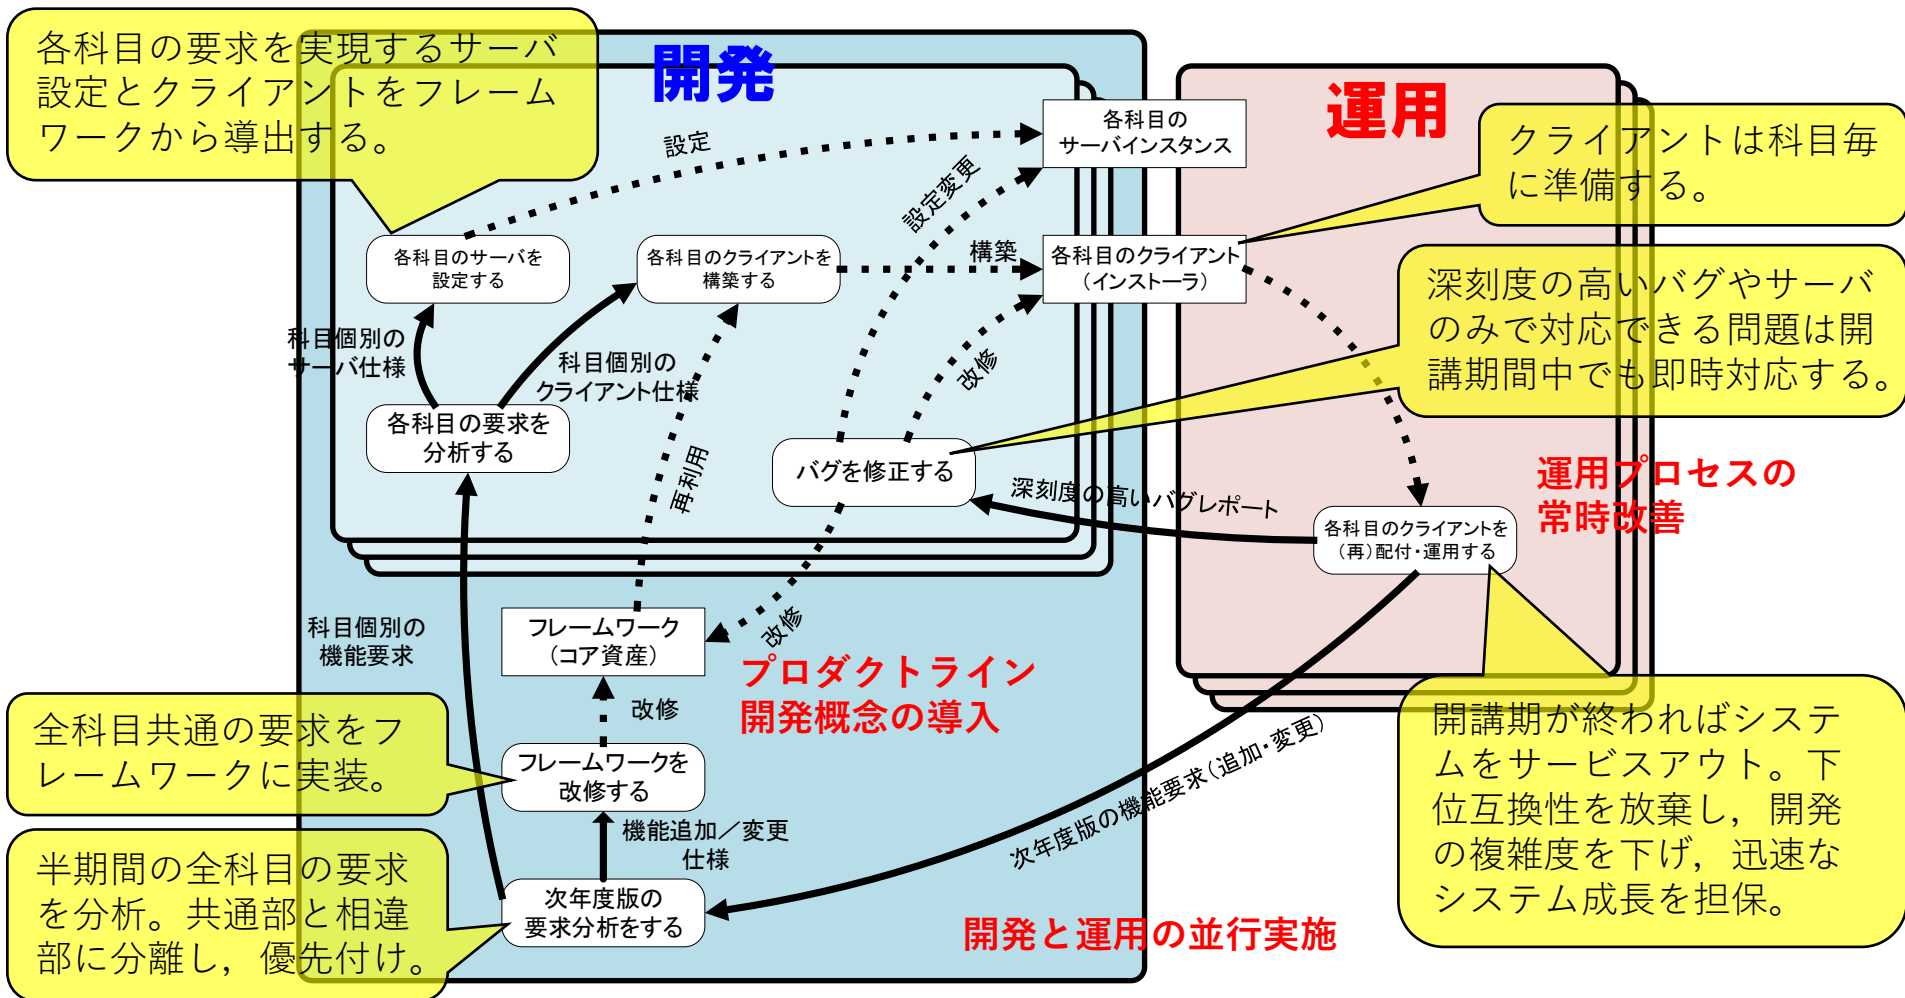 各科目の要求を実現するサーバ
設定とクライアントをフレーム
ワークから導出する。
開発
運用
設定
各科目の
サーバインスタンス
設定変更
クライアントは科目毎
に準備する。
各科目のサーバを
設定する
各科目のクライアントを
構築する
構築
各科目のクライアント
（インストーラ）
深刻度の高いバグやサーバ
のみで対応できる問題は開
講期間中でも即時対応する。
科目個別の
サーバ仕様
科目個別の
クライアント仕様
改修
各科目の要求を
分析する
再利用
バグを修正する
深刻度の高いバグレポート
運用プロセスの
常時改善
各科目のクライアントを
（再）配付・運用する
科目個別の
機能要求
フレームワーク
（コア資産）
改修
プロダクトライン
開発概念の導入
改修
全科目共通の要求をフ
レームワークに実装。
フレームワークを
改修する
次年度版の機能要求（追加・変更）
開講期が終わればシステ
ムをサービスアウト。下
位互換性を放棄し，開発
の複雑度を下げ，迅速な
システム成長を担保。
機能追加／変更
仕様
半期間の全科目の要求
を分析。共通部と相違
部に分離し，優先付け。
次年度版の
要求分析をする
開発と運用の並行実施